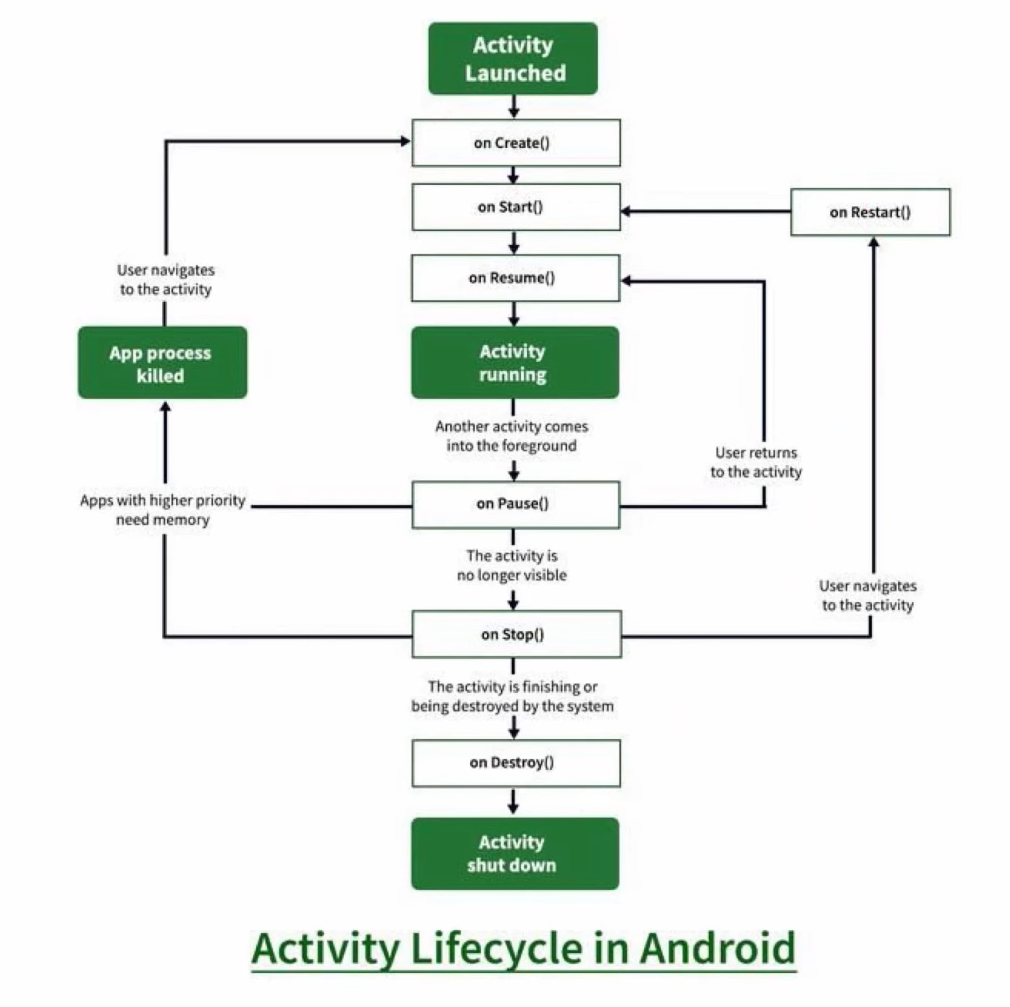 Activity
Launched
on Create()
on Start()
on Restart()
on Resume()
User navigates
to the activity
App process
killed
Activity
running
Another activity comes
into the foreground
User returns
to the activity
Apps with higher priority
need memory
on Pause()
The activity is
no longer visible
User navigates
to the activity
on Stop()
The activity is finishing or
being destroyed by the system
on Destroy()
Activity
shut down
Activity Lifecycle in Android